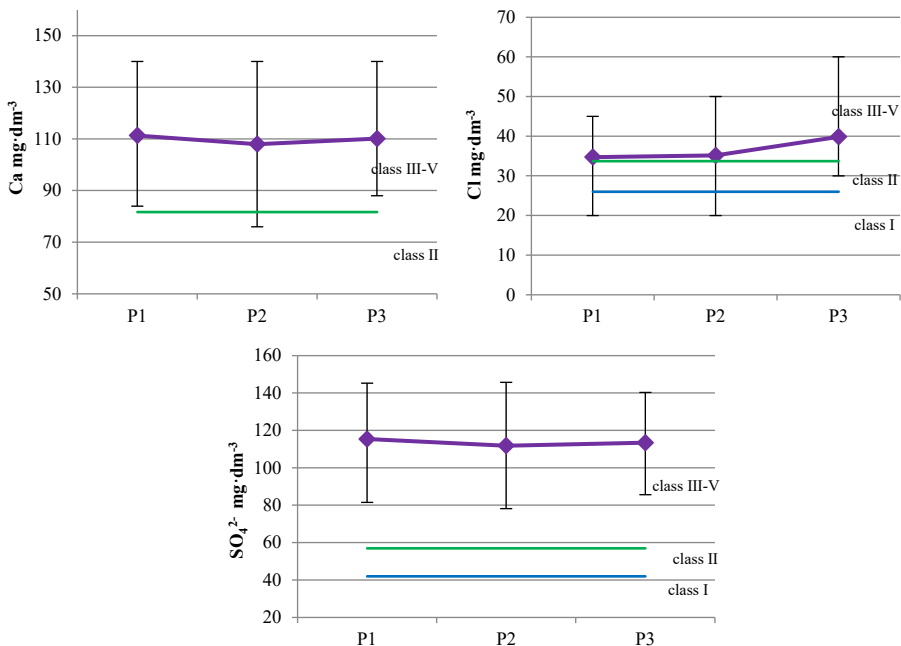 Ca mg·dm-3
150
130
110
90
70
50
class III-V
class II
P1 P2 P3
Cl mg·dm-3
70
60
50
40
30
20
10
0
class III-V
class II
class I
P1 P2 P3
SO₄²⁻ mg·dm-3
160
140
120
100
80
60
40
20
class III-V
class II
class I
P1 P2 P3